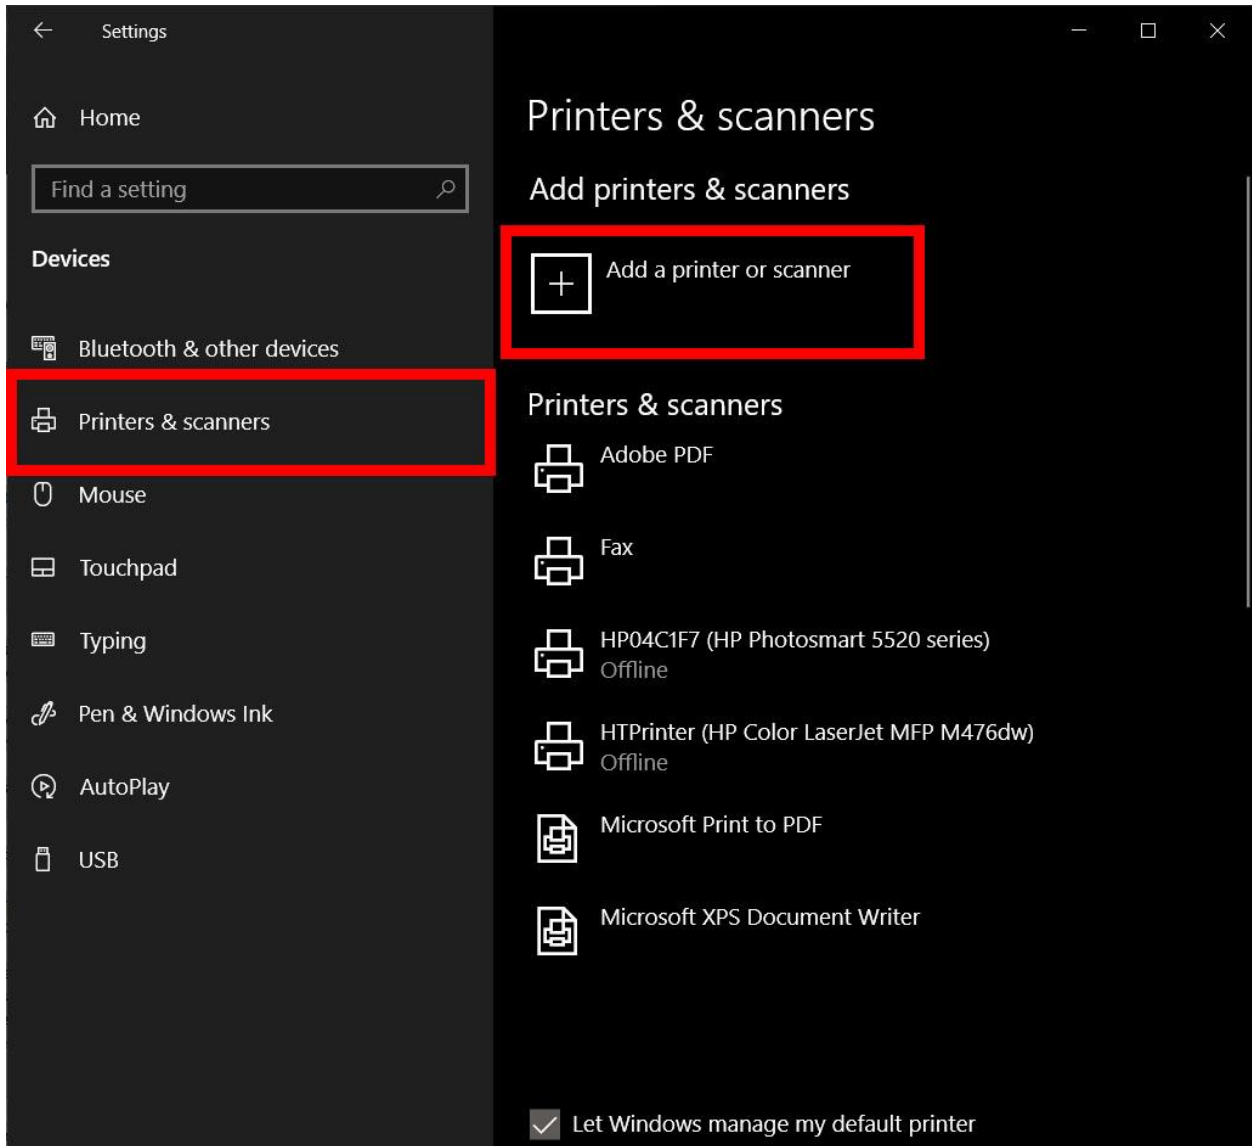 Settings
Home
Find a setting
Devices
Bluetooth & other devices
Printers & scanners
Mouse
Touchpad
Typing
Pen & Windows Ink
AutoPlay
USB
Printers & scanners
Add printers & scanners
Add a printer or scanner
Printers & scanners
Adobe PDF
Fax
HP04C1F7 (HP Photosmart 5520 series)
Offline
HTPrinter (HP Color LaserJet MFP M476dw)
Offline
Microsoft Print to PDF
Microsoft XPS Document Writer
Let Windows manage my default printer